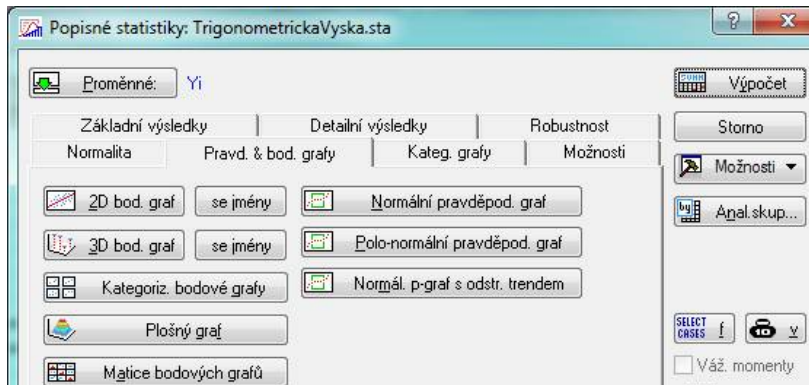 Popisné statistiky: TrigonometrickaVyska.sta
Proměnné: Yi
Výpočet
Základní výsledky Detailní výsledky Robustnost
Storno
Normalita Pravd. & bod. grafy Kateg. grafy Možnosti
Možnosti
2D bod. graf se jmény Normální pravděpod. graf
by Anal.skup...
3D bod. graf se jmény Polo-normální pravděpod. graf
Kategoriz. bodové grafy Normál. p-graf s odstr. trendem
Plošný graf
SELECT CASES f v
Matice bodových grafů
Váž. momenty